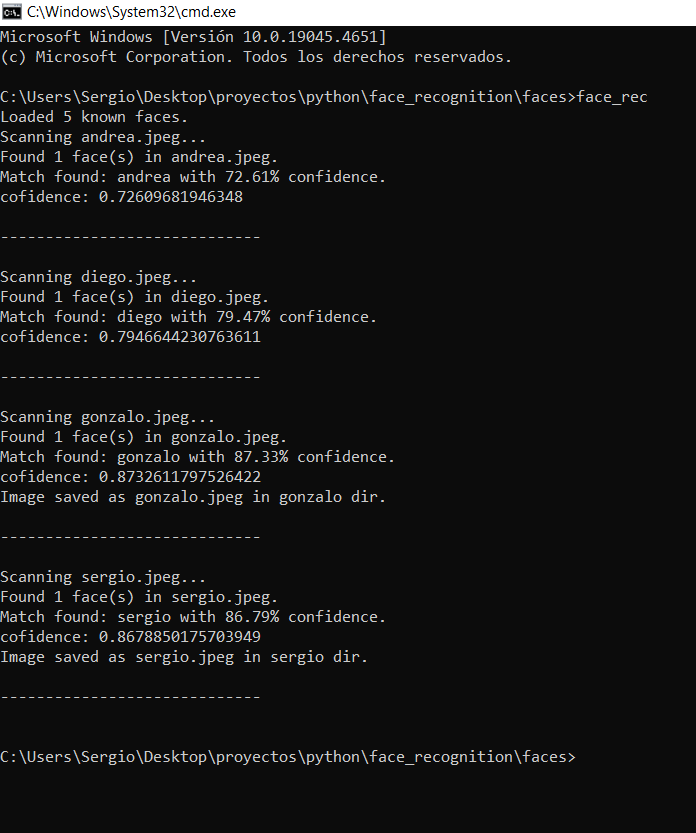 C:\Windows\System32\cmd.exe
Microsoft Windows [Versión 10.0.19045.4651]
(c) Microsoft Corporation. Todos los derechos reservados.
C:\Users\Sergio\Desktop\proyectos\python\face_recognition\faces>face_rec
Loaded 5 known faces.
Scanning andrea.jpeg...
Found 1 face(s) in andrea.jpeg.
Match found: andrea with 72.61% confidence.
cofidence: 0.72609681946348
-----------------------------
Scanning diego.jpeg...
Found 1 face(s) in diego.jpeg.
Match found: diego with 79.47% confidence.
cofidence: 0.7946644230763611
-----------------------------
Scanning gonzalo.jpeg...
Found 1 face(s) in gonzalo.jpeg.
Match found: gonzalo with 87.33% confidence.
cofidence: 0.8732611797526422
Image saved as gonzalo.jpeg in gonzalo dir.
-----------------------------
Scanning sergio.jpeg...
Found 1 face(s) in sergio.jpeg.
Match found: sergio with 86.79% confidence.
cofidence: 0.8678850175703949
Image saved as sergio.jpeg in sergio dir.
-----------------------------
C:\Users\Sergio\Desktop\proyectos\python\face_recognition\faces>